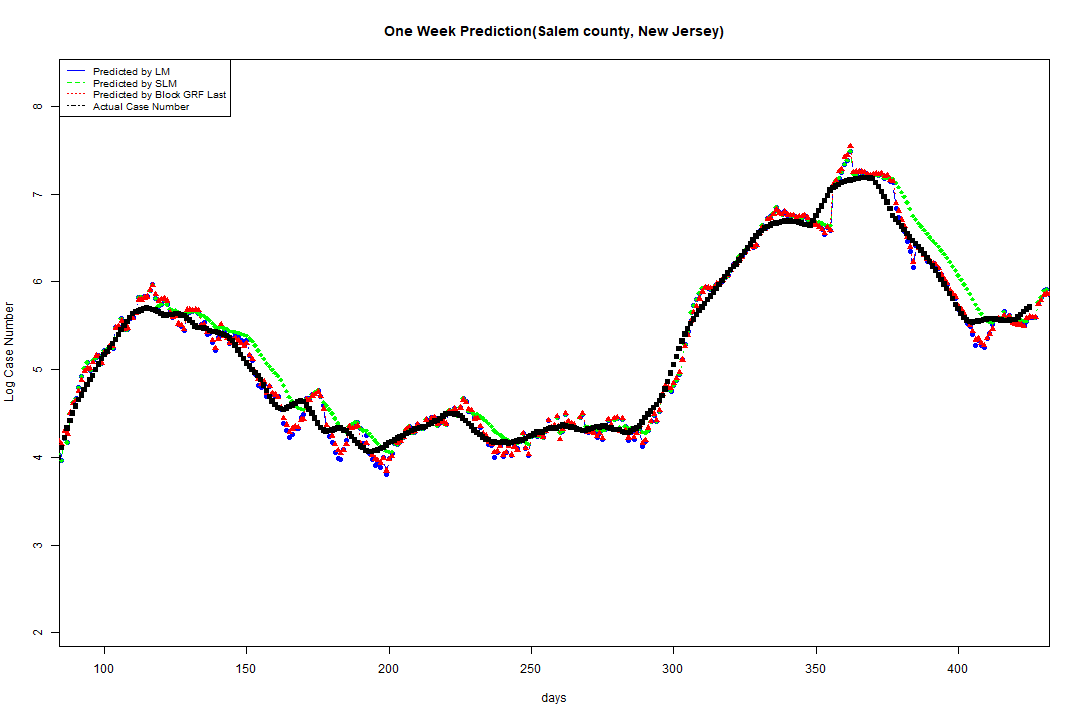 One Week Prediction(Salem county, New Jersey)
Predicted by LM
Predicted by SLM
Predicted by Block GRF Last
Actual Case Number
Log Case Number
8
7
6
5
4
3
2
100 150 200 250 300 350 400
days